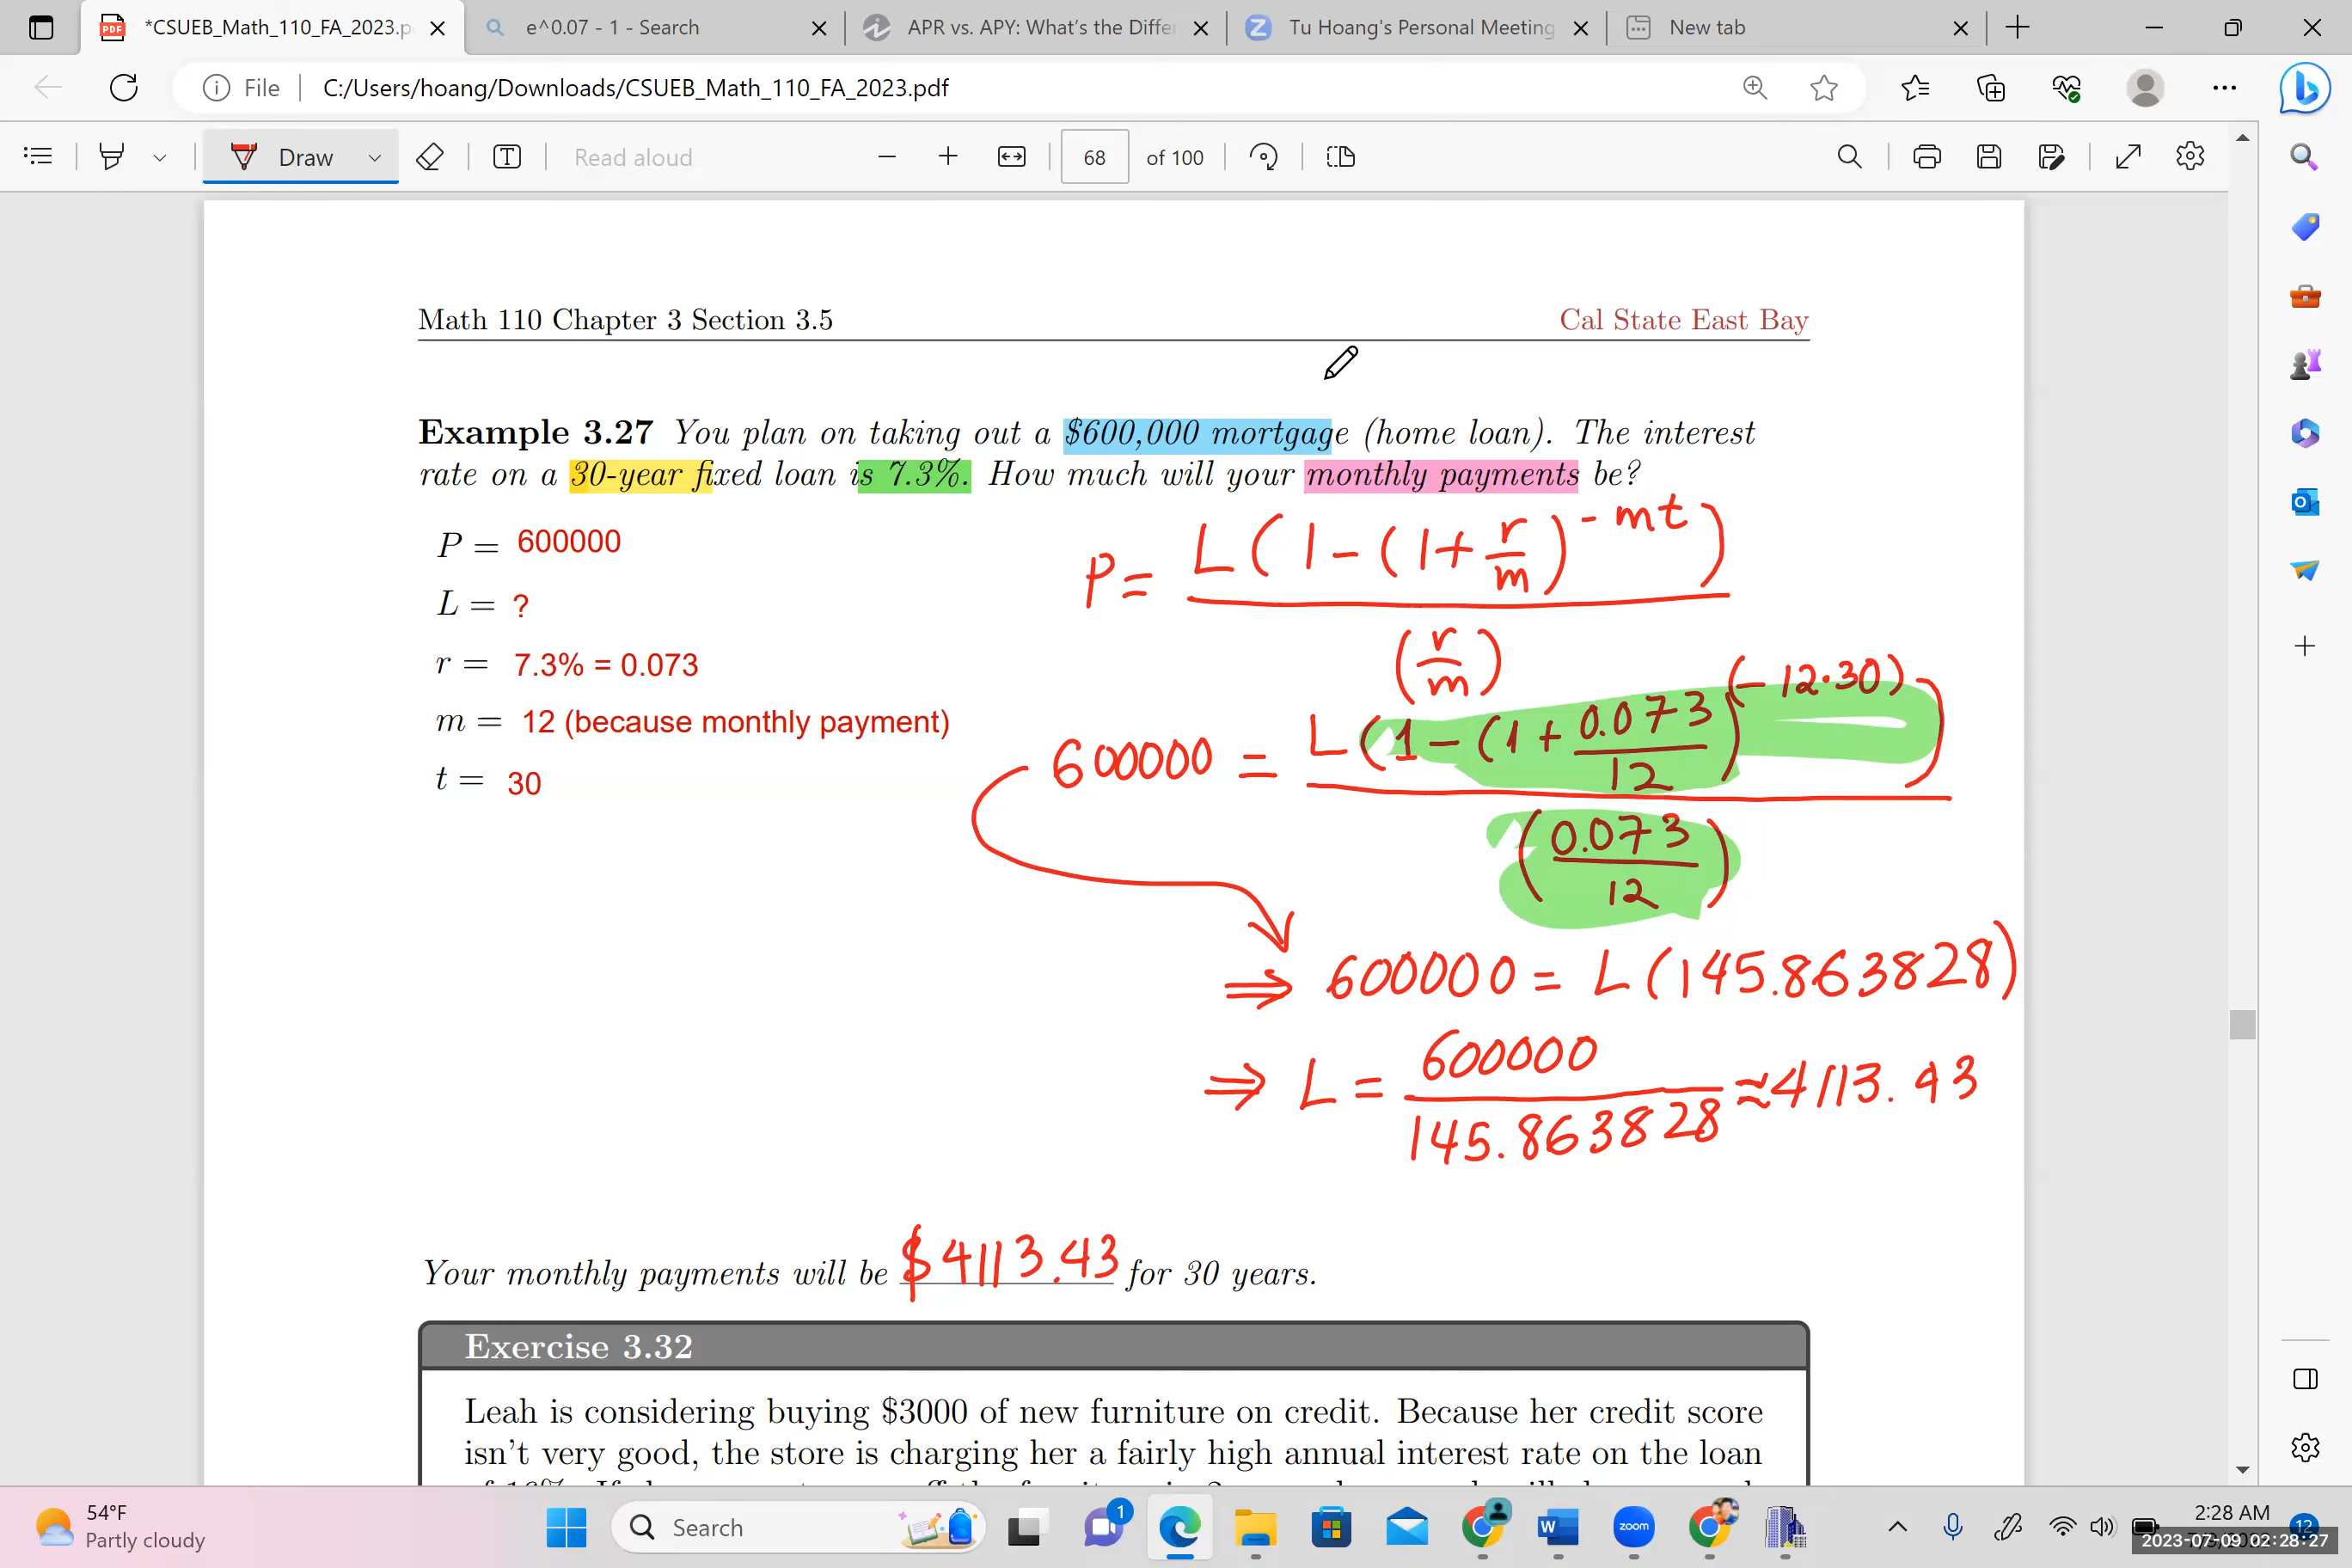 *CSUEB_Math_110_FA_2023.p
e^0.07 - 1 - Search
APR vs. APY: What's the Differ
Tu Hoang's Personal Meeting
New tab
File
C:/Users/hoang/Downloads/CSUEB_Math_110_FA_2023.pdf
Draw
Read aloud
68 of 100
Math 110 Chapter 3 Section 3.5
Cal State East Bay
Example 3.27 You plan on taking out a $600,000 mortgage (home loan). The interest
rate on a 30-year fixed loan is 7.3%. How much will your monthly payments be?
P = 600000
L = ?
r = 7.3% = 0.073
m = 12 (because monthly payment)
t = 30
P = L(1-(1+r/m)^-mt) / (r/m)
600000 = L(1-(1+0.073/12)^(-12·30)) / (0.073/12)
⇒ 600000 = L(145.863828)
⇒ L = 600000/145.863828 ≈ 4113.43
Your monthly payments will be $4113.43 for 30 years.
Exercise 3.32
Leah is considering buying $3000 of new furniture on credit. Because her credit score
isn't very good, the store is charging her a fairly high annual interest rate on the loan
54°F
Partly cloudy
Search
1
W
zoom
2:28 AM
12
2023-07-09 02:28:27